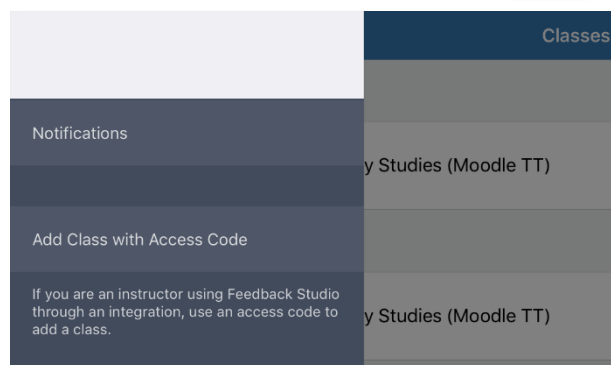 Classes
Notifications
y Studies (Moodle TT)
Add Class with Access Code
If you are an instructor using Feedback Studio
through an integration, use an access code to
add a class.
y Studies (Moodle TT)